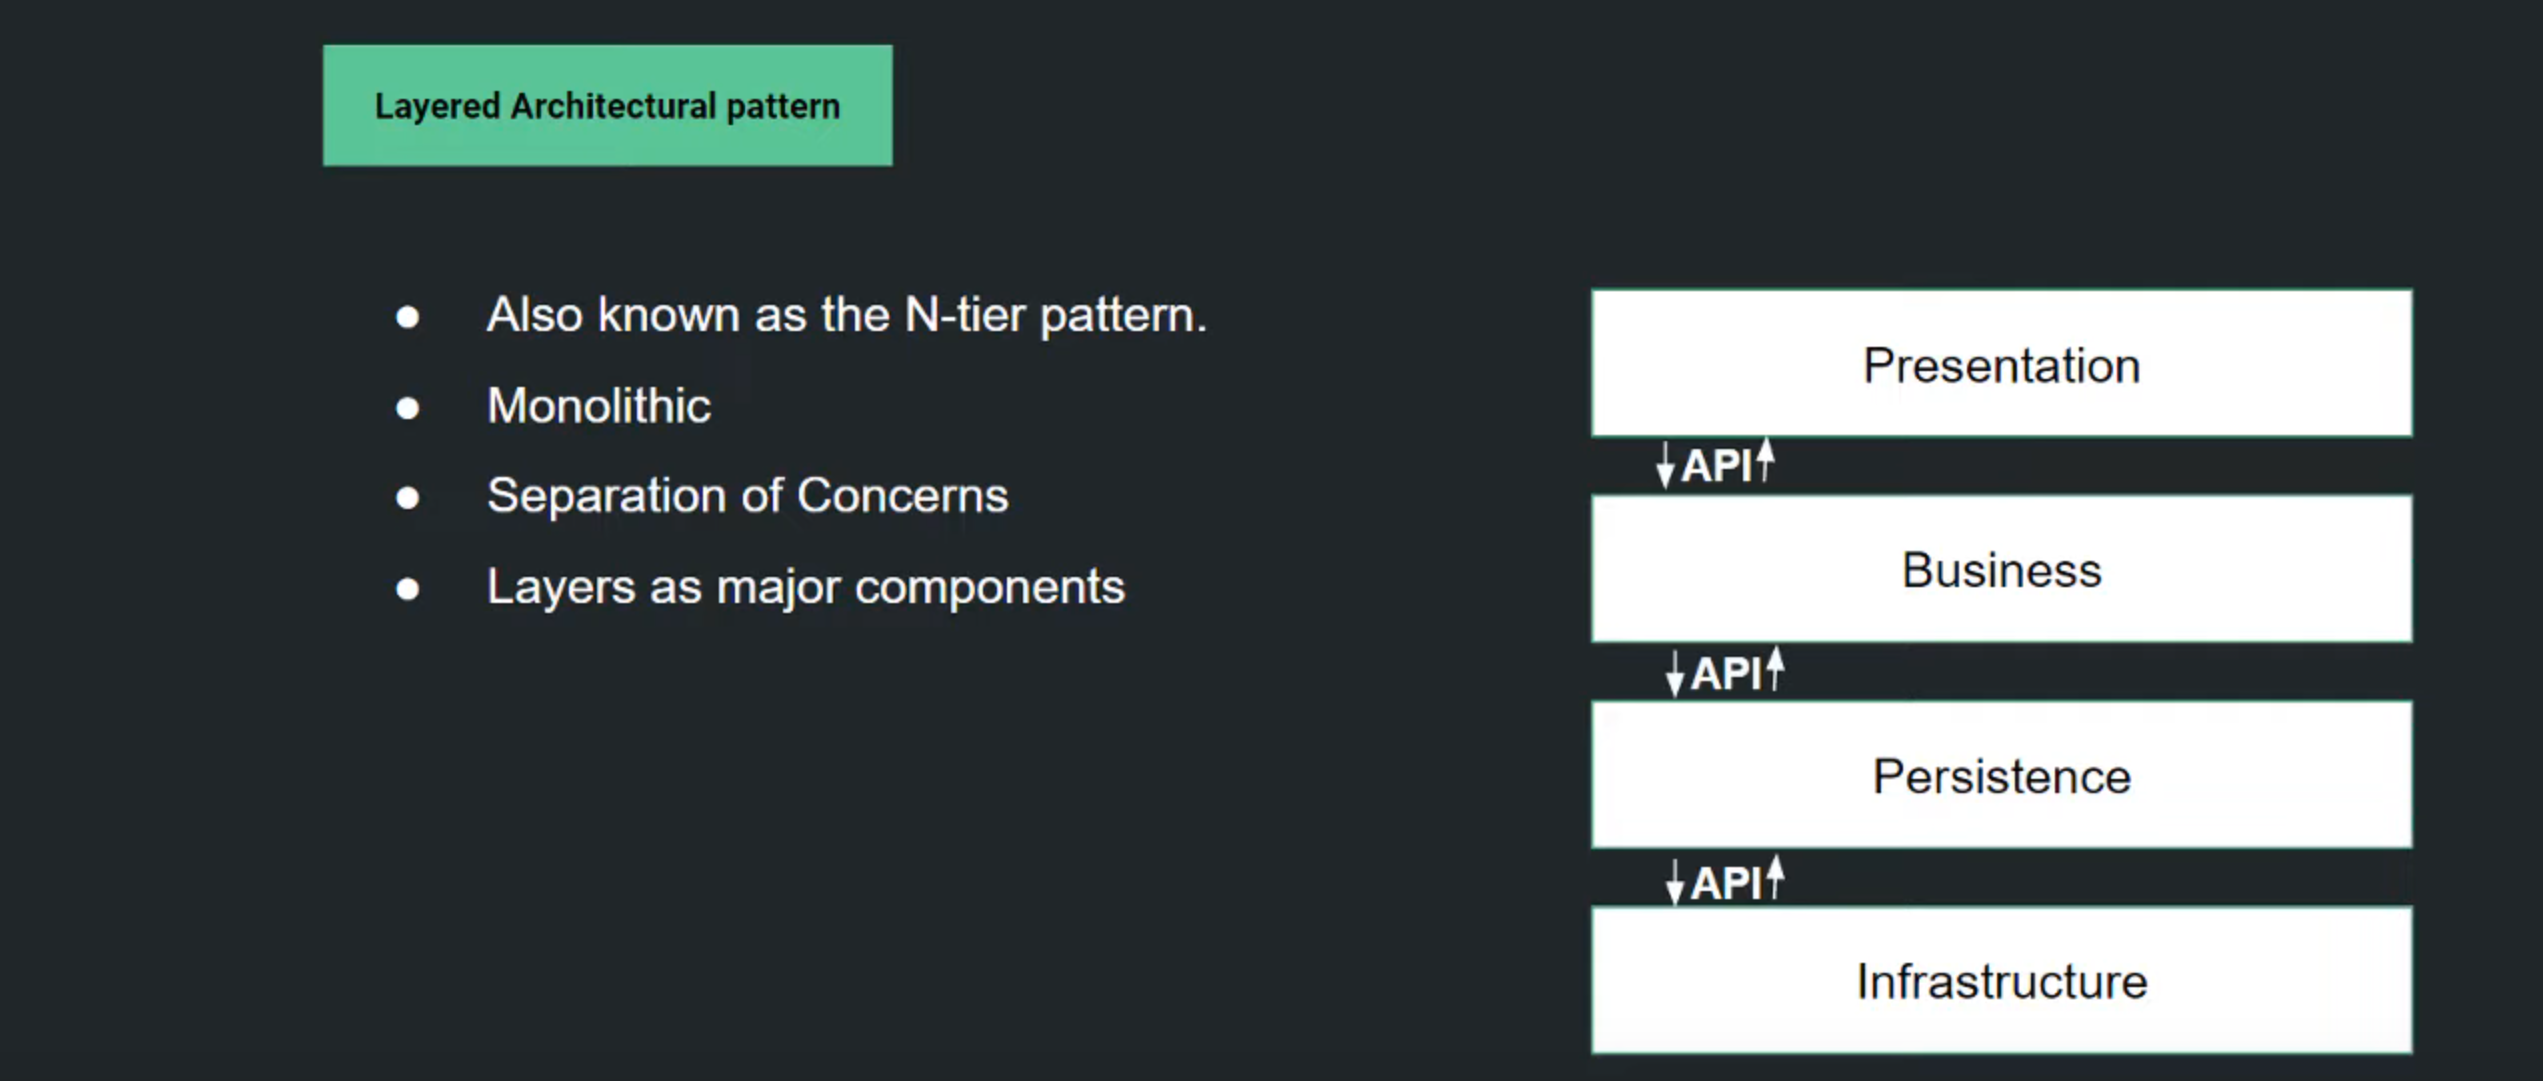 Layered Architectural pattern
● Also known as the N-tier pattern.
● Monolithic
● Separation of Concerns
● Layers as major components
Presentation
API
Business
API
Persistence
API
Infrastructure